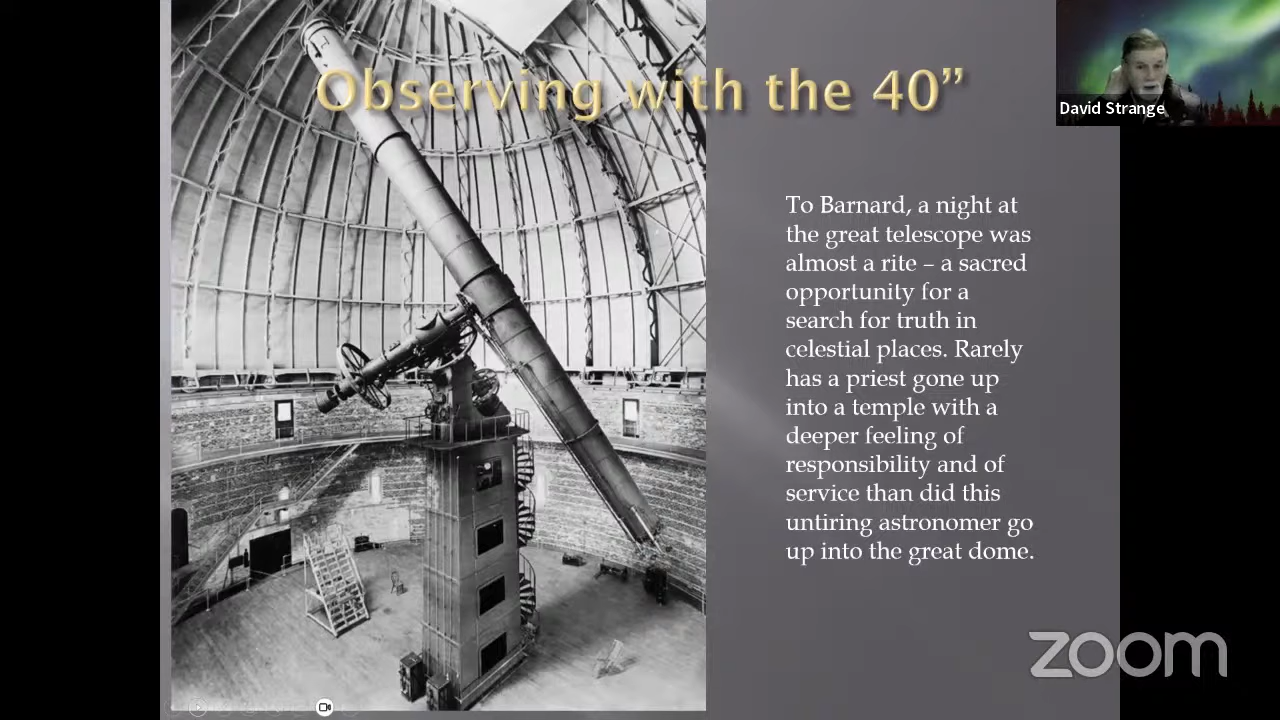 Observing with the 40”
David Strange
To Barnard, a night at
the great telescope was
almost a rite – a sacred
opportunity for a
search for truth in
celestial places. Rarely
has a priest gone up
into a temple with a
deeper feeling of
responsibility and of
service than did this
untiring astronomer go
up into the great dome.
zoom